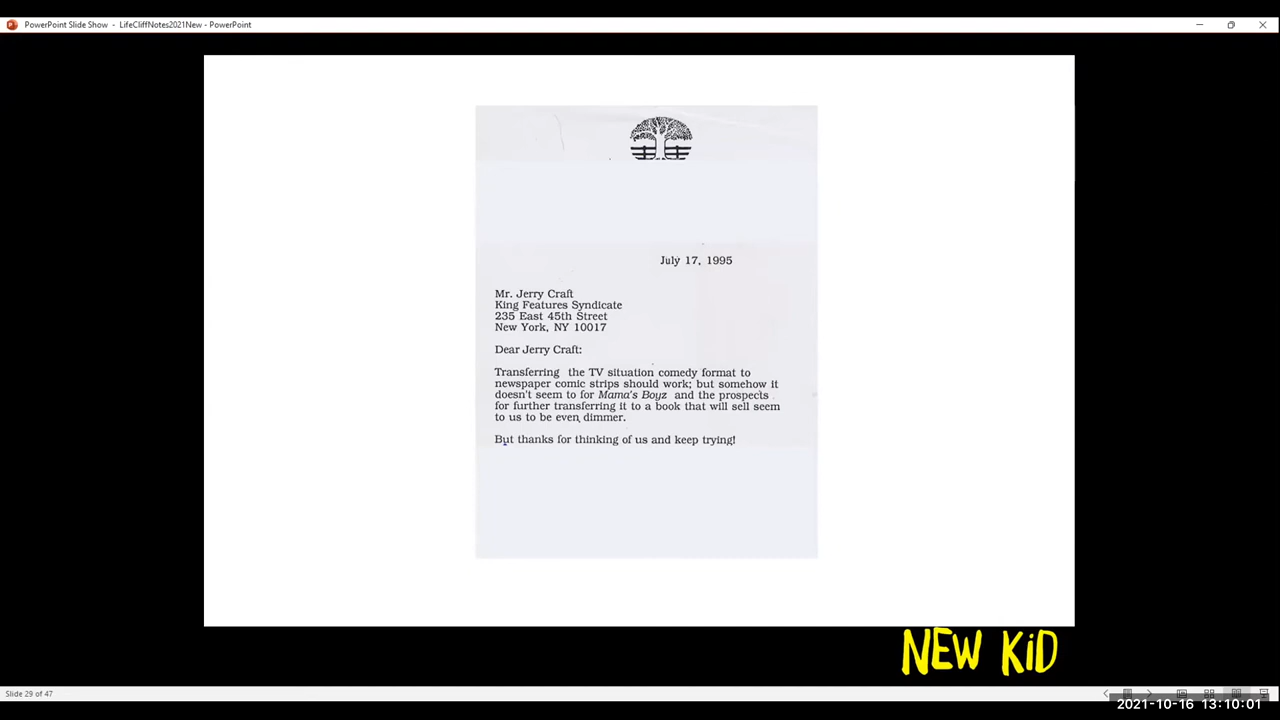 PowerPoint Slide Show - LifeCliffNotes2021New - PowerPoint
July 17, 1995
Mr. Jerry Craft
King Features Syndicate
235 East 45th Street
New York, NY 10017
Dear Jerry Craft:
Transferring the TV situation comedy format to
newspaper comic strips should work; but somehow it
doesn't seem to for Mama's Boyz and the prospects
for further transferring it to a book that will sell seem
to us to be even dimmer.
But thanks for thinking of us and keep trying!
NEW KiD
Slide 29 of 47
2021-10-16 13:10:01